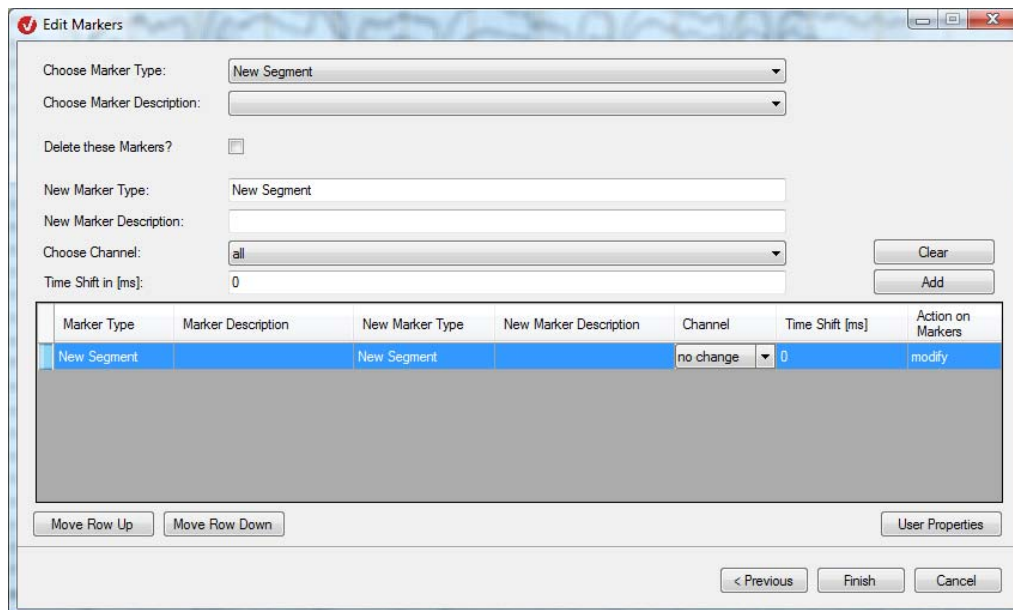 Edit Markers
Choose Marker Type: New Segment
Choose Marker Description:
Delete these Markers?
New Marker Type: New Segment
New Marker Description:
Choose Channel: all Clear
Time Shift in [ms]: 0 Add
Marker Type Marker Description New Marker Type New Marker Description Channel Time Shift [ms] Action on Markers
New Segment New Segment no change 0 modify
Move Row Up Move Row Down User Properties
< Previous Finish Cancel